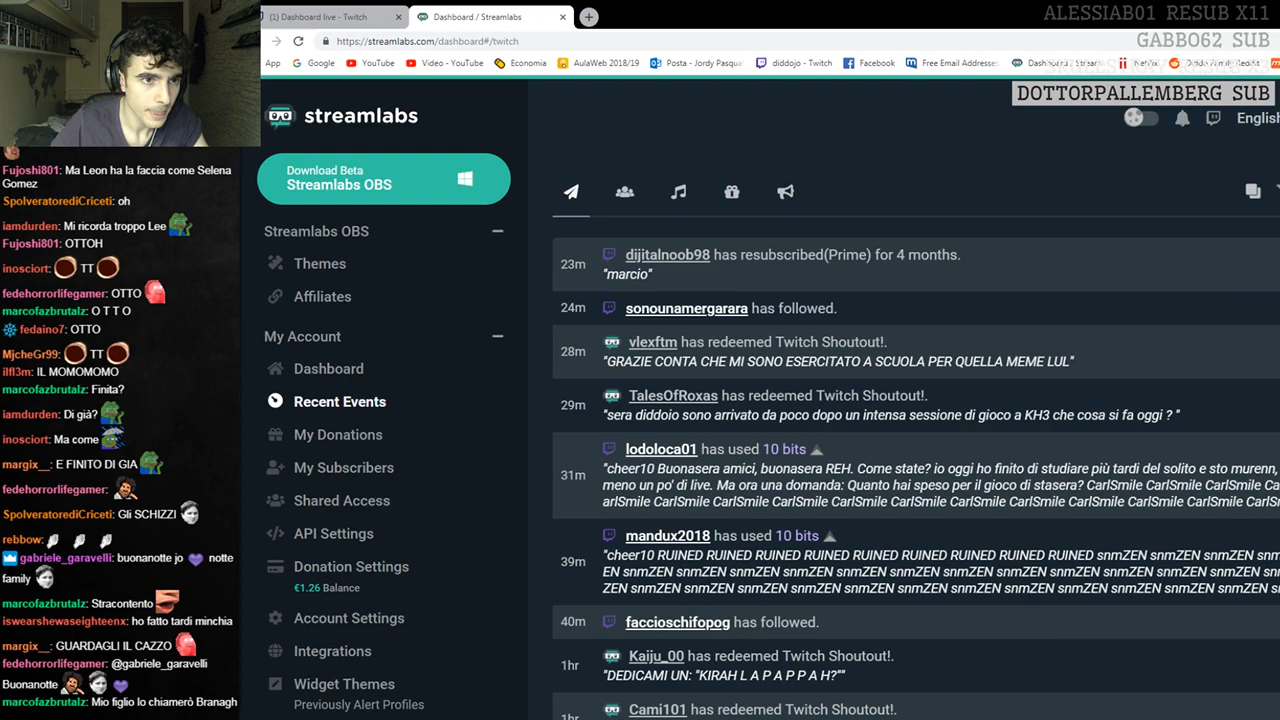 (1) Dashboard live - Twitch
Dashboard / Streamlabs
ALESSIAB01 RESUB X11
GABBO62 SUB
DOTTORPALLEMBERG SUB
https://streamlabs.com/dashboard#/twitch
App
Google
YouTube
Video - YouTube
Economia
AulaWeb 2018/19
Posta - Jordy Pasqua
diddojo - Twitch
Facebook
Free Email Addresses
streamlabs
English
Download Beta
Streamlabs OBS
Streamlabs OBS
Themes
Affiliates
My Account
Dashboard
Recent Events
My Donations
My Subscribers
Shared Access
API Settings
Donation Settings
€1.26 Balance
Account Settings
Integrations
Widget Themes
Previously Alert Profiles
Fujoshi801: Ma Leon ha la faccia come Selena
Gomez
SpolveratorediCriceti: oh
iamdurden: Mi ricorda troppo Lee
Fujoshi801: OTTOH
inosciort: TT
fedehorrorlifegamer: OTTO
marcofazbrutalz: O T T O
fedaino7: OTTO
MjcheGr99: TT
ilfl3m: IL MOMOMOMO
marcofazbrutalz: Finita?
iamdurden: Di già?
inosciort: Ma come
margix__: E FINITO DI GIA
fedehorrorlifegamer:
SpolveratorediCriceti: Gli SCHIZZI
rebbow:
gabriele_garavelli: buonanotte jo notte
family
marcofazbrutalz: Stracontento
iswearshewaseighteenx: ho fatto tardi minchia
margix__: GUARDAGLI IL CAZZO
fedehorrorlifegamer: @gabriele_garavelli
Buonanotte
marcofazbrutalz: Mio figlio lo chiamerò Branagh
23m
dijitalnoob98 has resubscribed(Prime) for 4 months.
"marcio"
24m
sonounamergarara has followed.
28m
vlexftm has redeemed Twitch Shoutout!.
"GRAZIE CONTA CHE MI SONO ESERCITATO A SCUOLA PER QUELLA MEME LUL"
29m
TalesOfRoxas has redeemed Twitch Shoutout!.
"sera diddoio sono arrivato da poco dopo un intensa sessione di gioco a KH3 che cosa si fa oggi ? "
31m
lodoloca01 has used 10 bits
"cheer10 Buonasera amici, buonasera REH. Come state? io oggi ho finito di studiare più tardi del solito e sto murenn,
meno un po' di live. Ma ora una domanda: Quanto hai speso per il gioco di stasera? CarlSmile CarlSmile CarlSmile C
arlSmile CarlSmile CarlSmile CarlSmile CarlSmile CarlSmile CarlSmile CarlSmile CarlSmile CarlSmile CarlSmile Ca
39m
mandux2018 has used 10 bits
"cheer10 RUINED RUINED RUINED RUINED RUINED RUINED RUINED RUINED RUINED snmZEN snmZEN snmZ
EN snmZEN snmZEN snmZEN snmZEN snmZEN snmZEN snmZEN snmZEN snmZEN snmZEN snmZEN snm
ZEN snmZEN snmZEN snmZEN snmZEN snmZEN snmZEN snmZEN snmZEN snmZEN snmZEN snmZEN sn
40m
faccioschifopog has followed.
1hr
Kaiju_00 has redeemed Twitch Shoutout!.
"DEDICAMI UN: "KIRAH L A P A P P A H?""
1hr
Cami101 has redeemed Twitch Shoutout!.